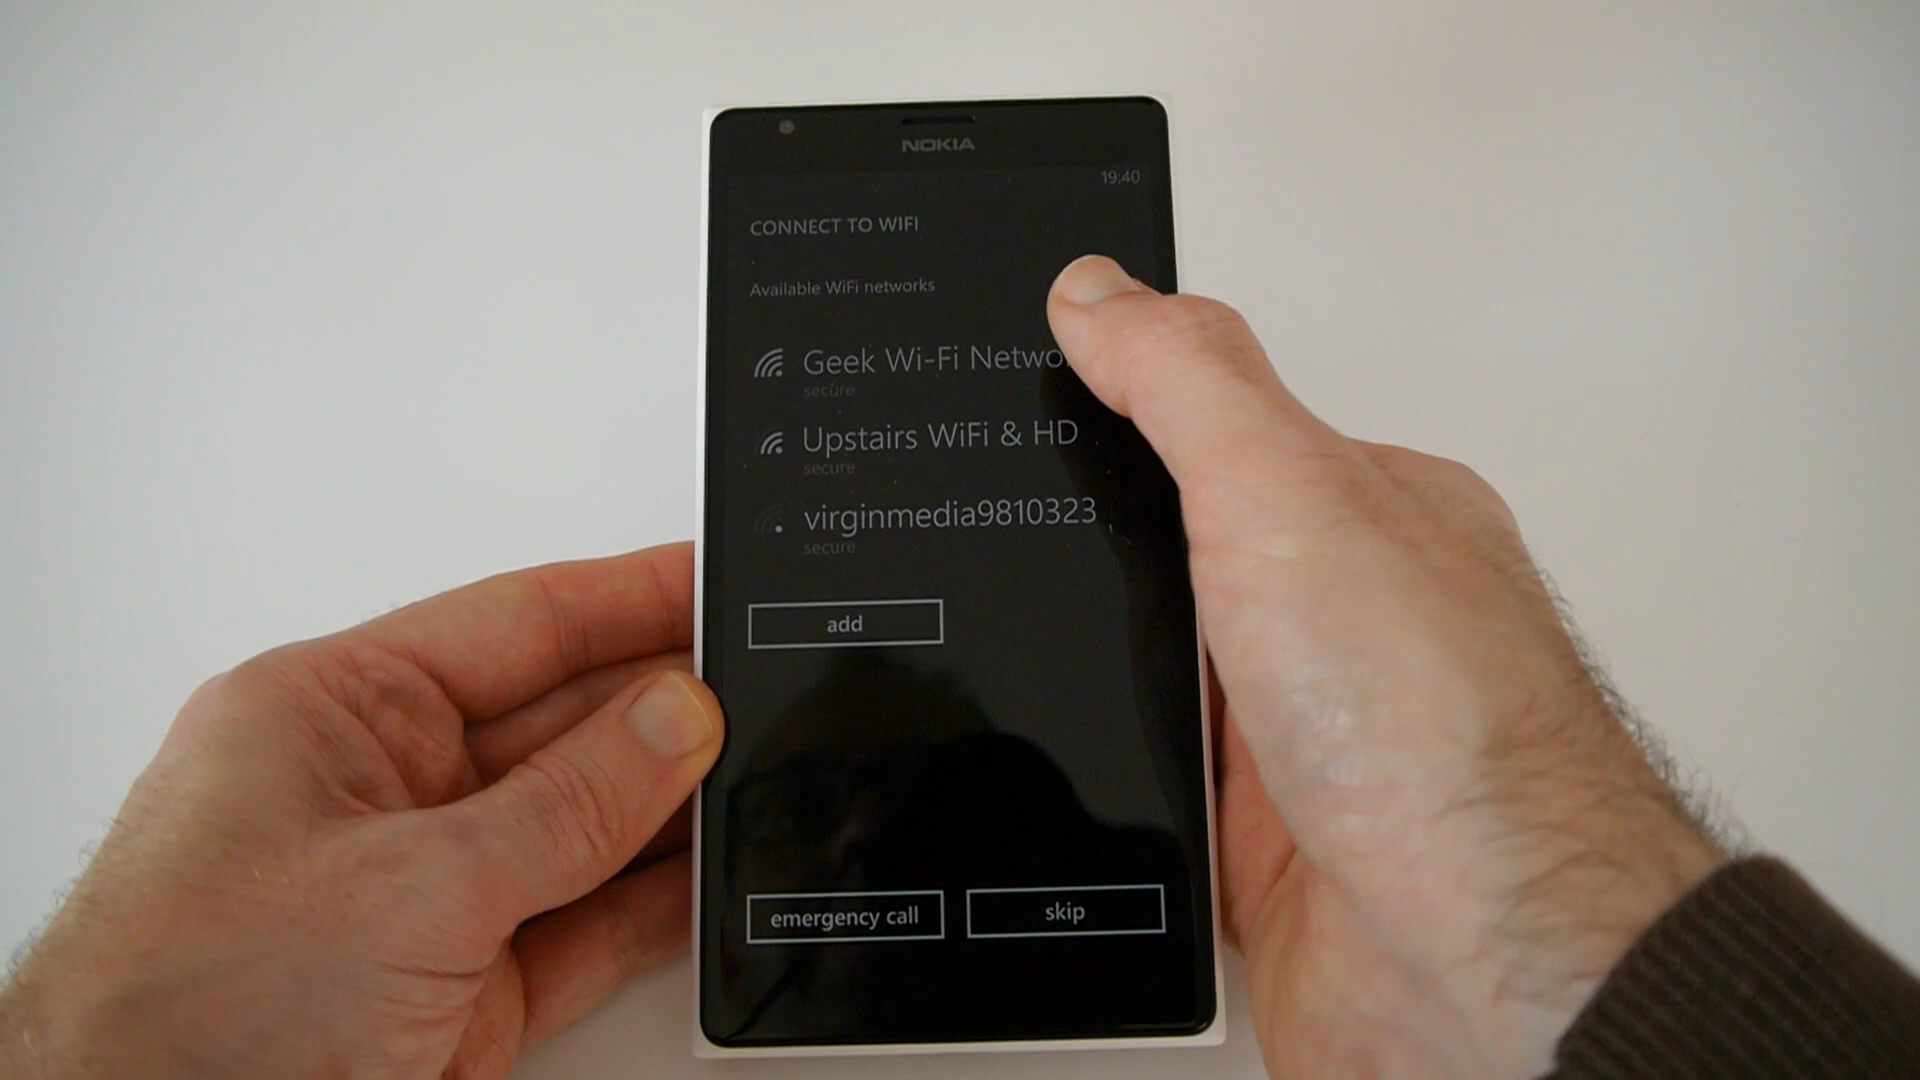 NOKIA
19:40
CONNECT TO WIFI
Available WiFi networks
Geek Wi-Fi
secure
Upstairs WiFi & HD
secure
virginmedia9810323
secure
add
emergency call
skip